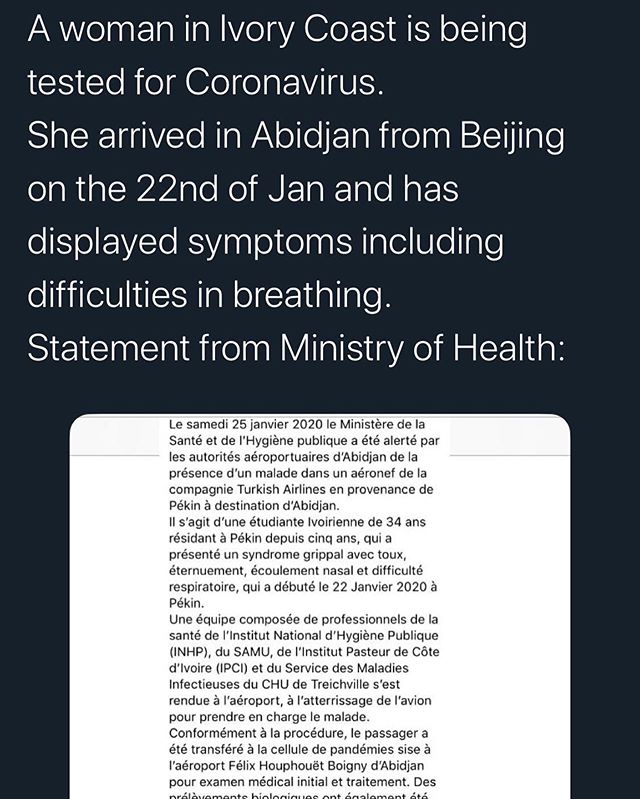 A woman in Ivory Coast is being
tested for Coronavirus.
She arrived in Abidjan from Beijing
on the 22nd of Jan and has
displayed symptoms including
difficulties in breathing.
Statement from Ministry of Health:
Le samedi 25 janvier 2020 le Ministère de la
Santé et de l'Hygiène publique a été alerté par
les autorités aéroportuaires d'Abidjan de la
présence d'un malade dans un aéronef de la
compagnie Turkish Airlines en provenance de
Pékin à destination d'Abidjan.
Il s'agit d'une étudiante Ivoirienne de 34 ans
résidant à Pékin depuis cinq ans, qui a
présenté un syndrome grippal avec toux,
éternuement, écoulement nasal et difficulté
respiratoire, qui a débuté le 22 Janvier 2020 à
Pékin.
Une équipe composée de professionnels de la
santé de l'Institut National d'Hygiène Publique
(INHP), du SAMU, de l'Institut Pasteur de Côte
d'Ivoire (IPCI) et du Service des Maladies
Infectieuses du CHU de Treichville s'est
rendue à l'aéroport, à l'atterrissage de l'avion
pour prendre en charge le malade.
Conformément à la procédure, le passager a
été transféré à la cellule de pandémies sise à
l'aéroport Félix Houphouët Boigny d'Abidjan
pour examen médical initial et traitement. Des
prélèvements biologiques ont également été